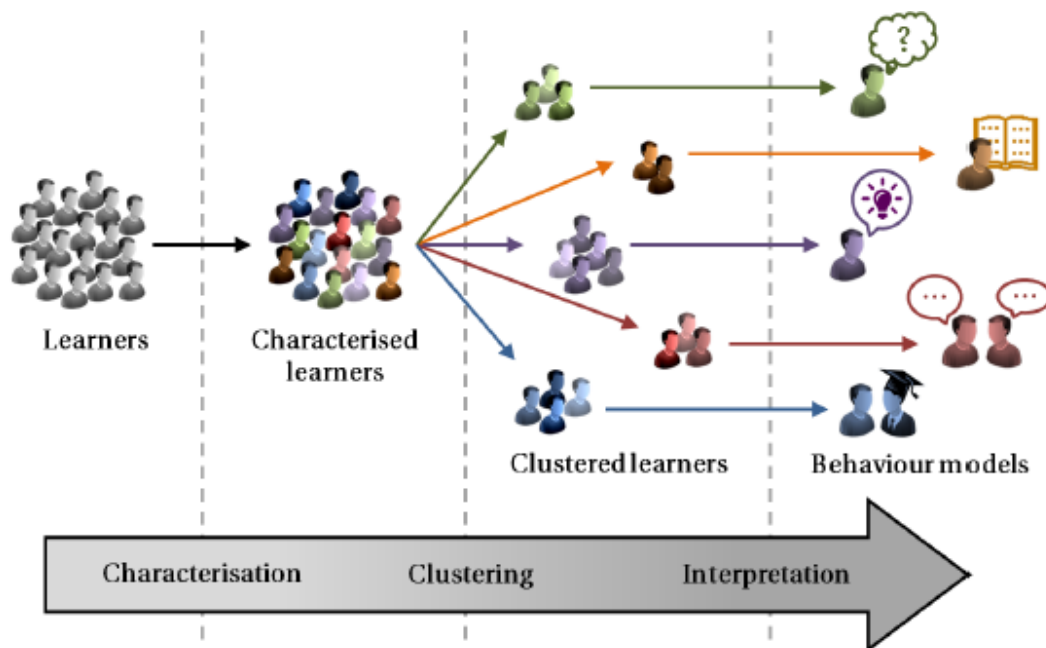 ?
...
...
Learners
Characterised
learners
Clustered learners
Behaviour models
Characterisation
Clustering
Interpretation